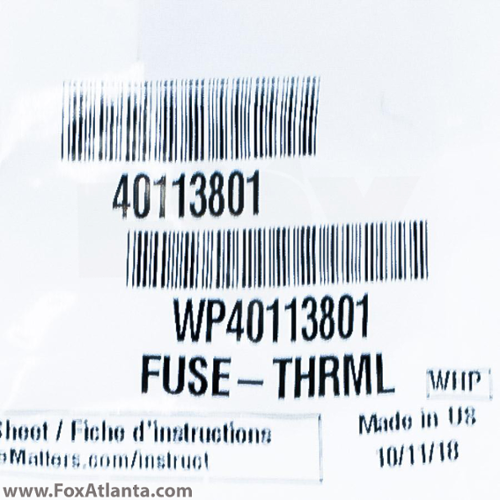 40113801
WP40113801
FUSE - THRML WHP
Sheet / Fiche d'instructions
Matters.com/instruct
Made in US
10/11/18
www.FoxAtlanta.com